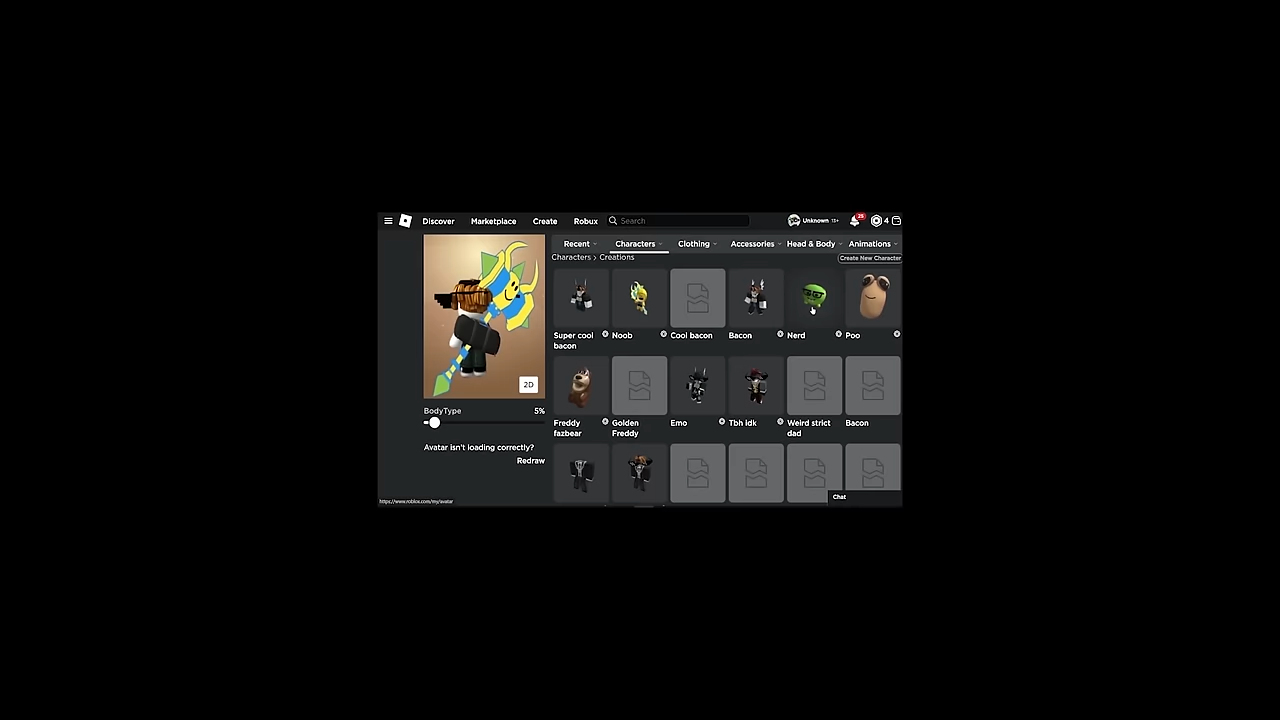 Discover Marketplace Create Robux Search Unknown 13+ 25 4
Recent Characters Clothing Accessories Head & Body Animations
Characters › Creations Create New Character
Super cool bacon
Noob
Cool bacon
Bacon
Nerd
Poo
2D
BodyType 5%
Freddy fazbear
Golden Freddy
Emo
Tbh idk
Weird strict dad
Bacon
Avatar isn't loading correctly?
Redraw
Chat
https://www.roblox.com/my/avatar